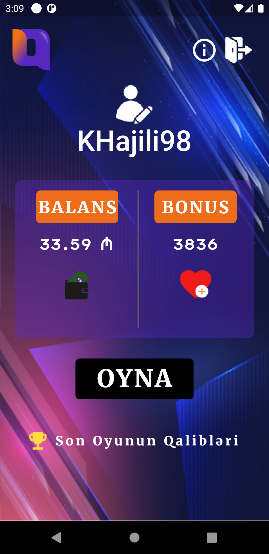 3:09
KHajili98
BALANS BONUS
33.59 ₼ 3836
OYNA
Son Oyunun Qalibləri